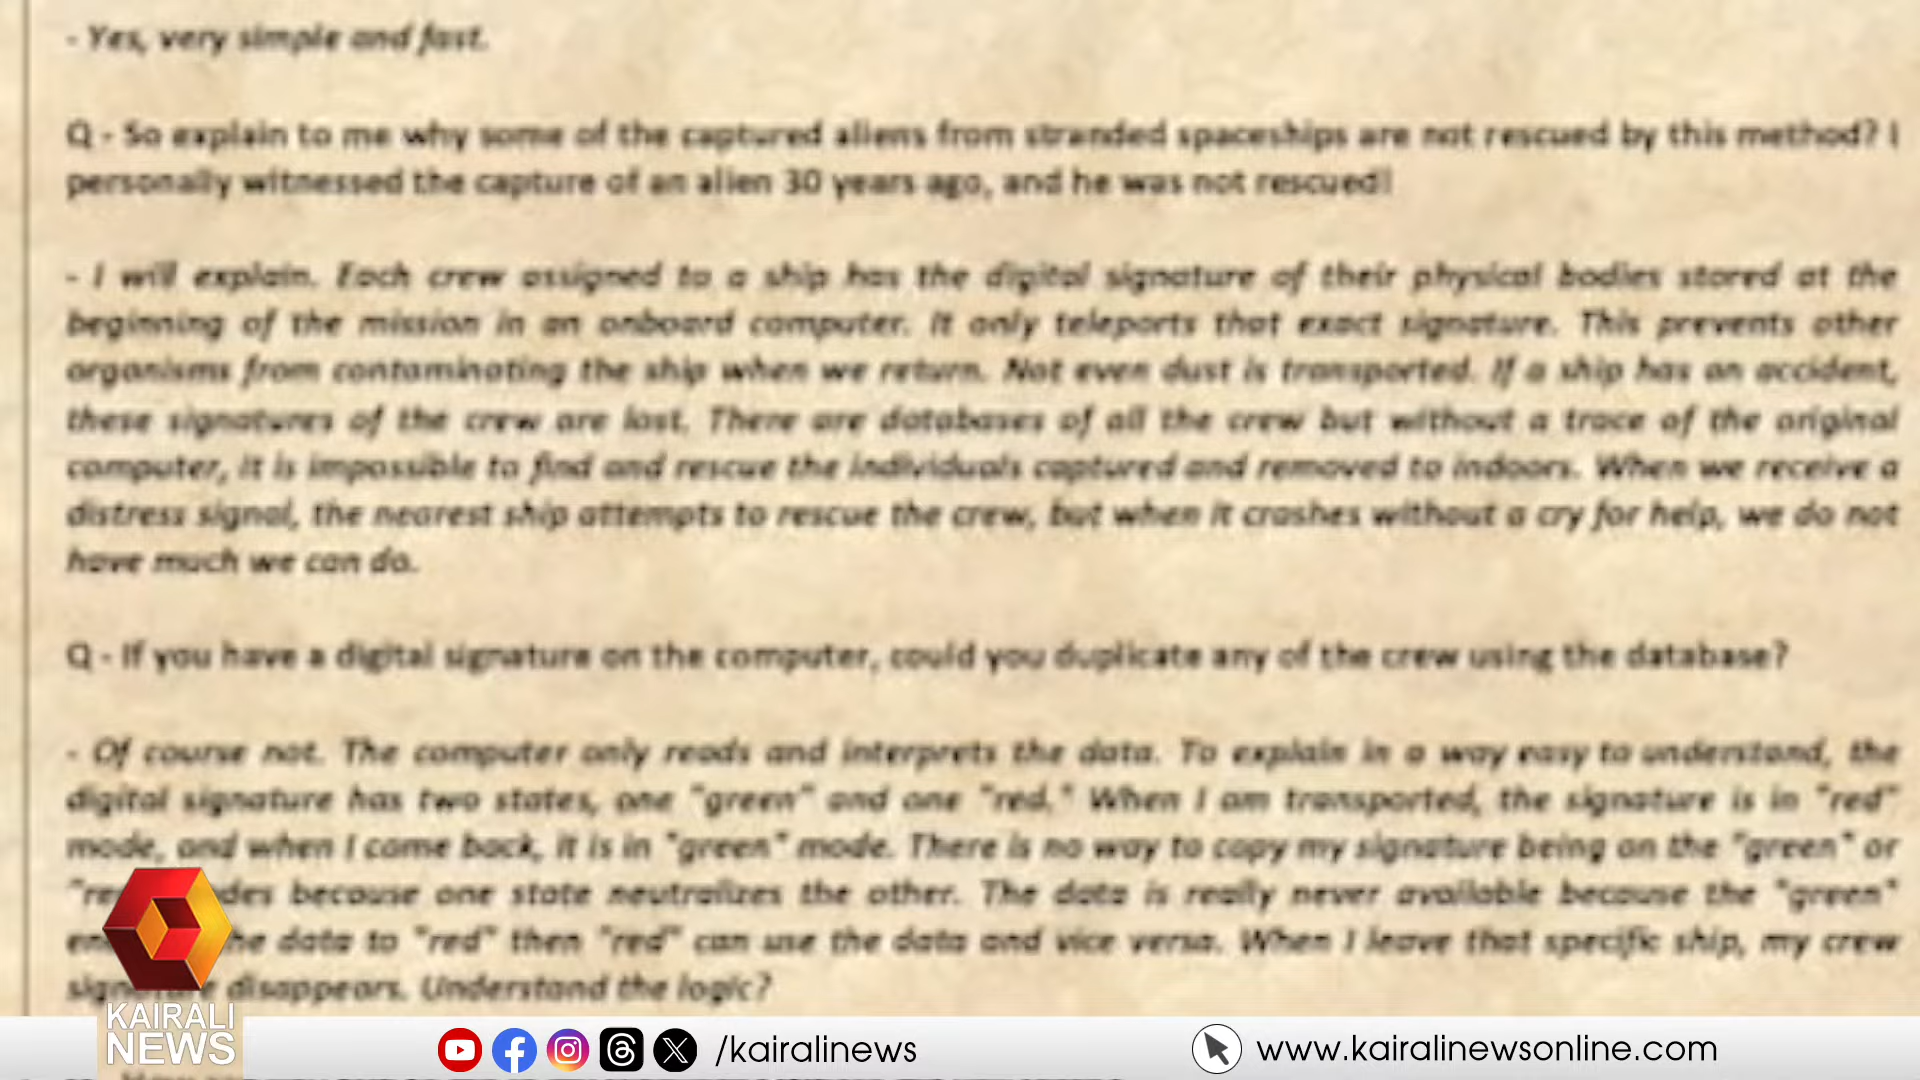 - Yes, very simple and fast.
Q - So explain to me why some of the captured aliens from stranded spaceships are not rescued by this method? I
personally witnessed the capture of an alien 30 years ago, and he was not rescued!
- I will explain. Each crew assigned to a ship has the digital signature of their physical bodies stored at the
beginning of the mission in an onboard computer. It only teleports that exact signature. This prevents other
organisms from contaminating the ship when we return. Not even dust is transported. If a ship has an accident,
these signatures of the crew are lost. There are databases of all the crew but without a trace of the original
computer, it is impossible to find and rescue the individuals captured and removed to indoors. When we receive a
distress signal, the nearest ship attempts to rescue the crew, but when it crashes without a cry for help, we do not
have much we can do.
Q - If you have a digital signature on the computer, could you duplicate any of the crew using the database?
- Of course not. The computer only reads and interprets the data. To explain in a way easy to understand, the
digital signature has two states, one "green" and one "red." When I am transported, the signature is in "red"
mode, and when I come back, it is in "green" mode. There is no way to copy my signature being on the "green" or
because one state neutralizes the other. The data is really never available because the "green"
data to "red" then "red" can use the data and vice versa. When I leave that specific ship, my crew
disappears. Understand the logic?
KAIRALI
NEWS
/kairalinews
www.kairalinewsonline.com